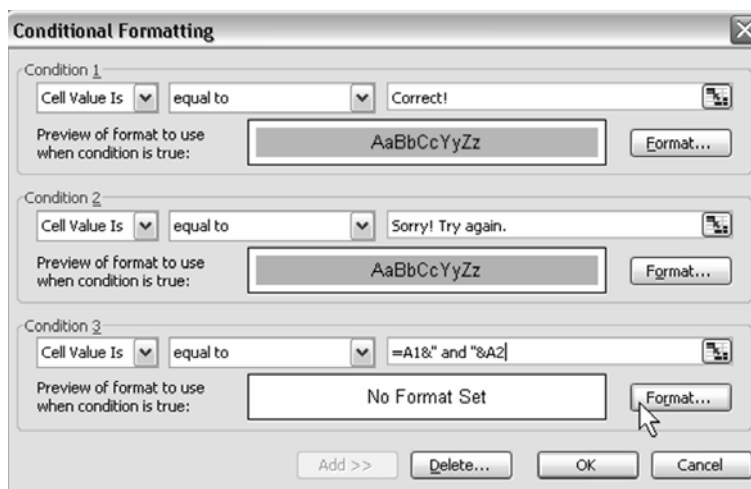 Conditional Formatting
Condition 1
Cell Value Is equal to Correct!
Preview of format to use
when condition is true:
AaBbCcYyZz
Format...
Condition 2
Cell Value Is equal to Sorry! Try again.
Preview of format to use
when condition is true:
AaBbCcYyZz
Format...
Condition 3
Cell Value Is equal to =A1&" and "&A2
Preview of format to use
when condition is true:
No Format Set
Format...
Add >> Delete... OK Cancel